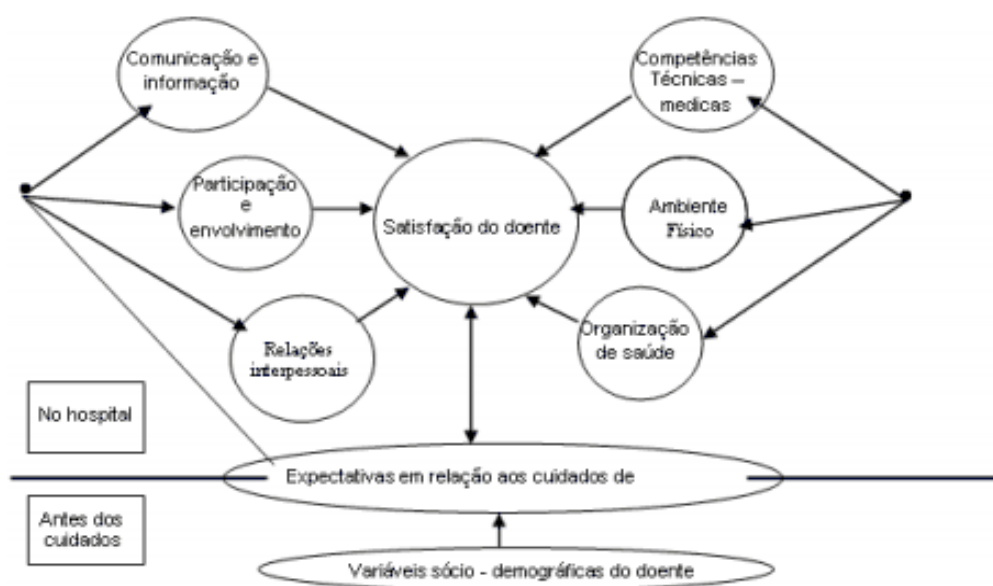 Comunicação e
informação
Competências
Técnicas –
medicas
Participação
e
envolvimento
Satisfação do doente
Ambiente
Físico
Relações
interpessoais
Organização
de saúde
No hospital
Expectativas em relação aos cuidados de
Antes dos
cuidados
Variáveis sócio - demográficas do doente